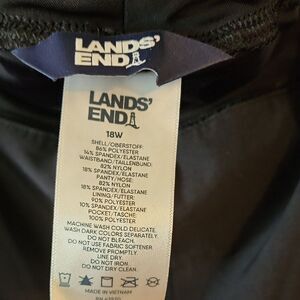 LANDS'
END
LANDS'
END
18W
SHELL/OBERSTOFF:
86% POLYESTER
14% SPANDEX/ELASTANE
WAISTBAND/TAILLENBUND:
82% NYLON
18% SPANDEX/ELASTANE
PANTY/HOSE:
82% NYLON
18% SPANDEX/ELASTANE
LINING/FUTTER:
90% POLYESTER
10% SPANDEX/ELASTANE
POCKET/TASCHE:
100% POLYESTER
MACHINE WASH COLD DELICATE.
WASH DARK COLORS SEPARATELY.
DO NOT BLEACH.
DO NOT USE FABRIC SOFTENER.
REMOVE PROMPTLY.
LINE DRY.
DO NOT IRON.
DO NOT DRY CLEAN.
MADE IN VIETNAM